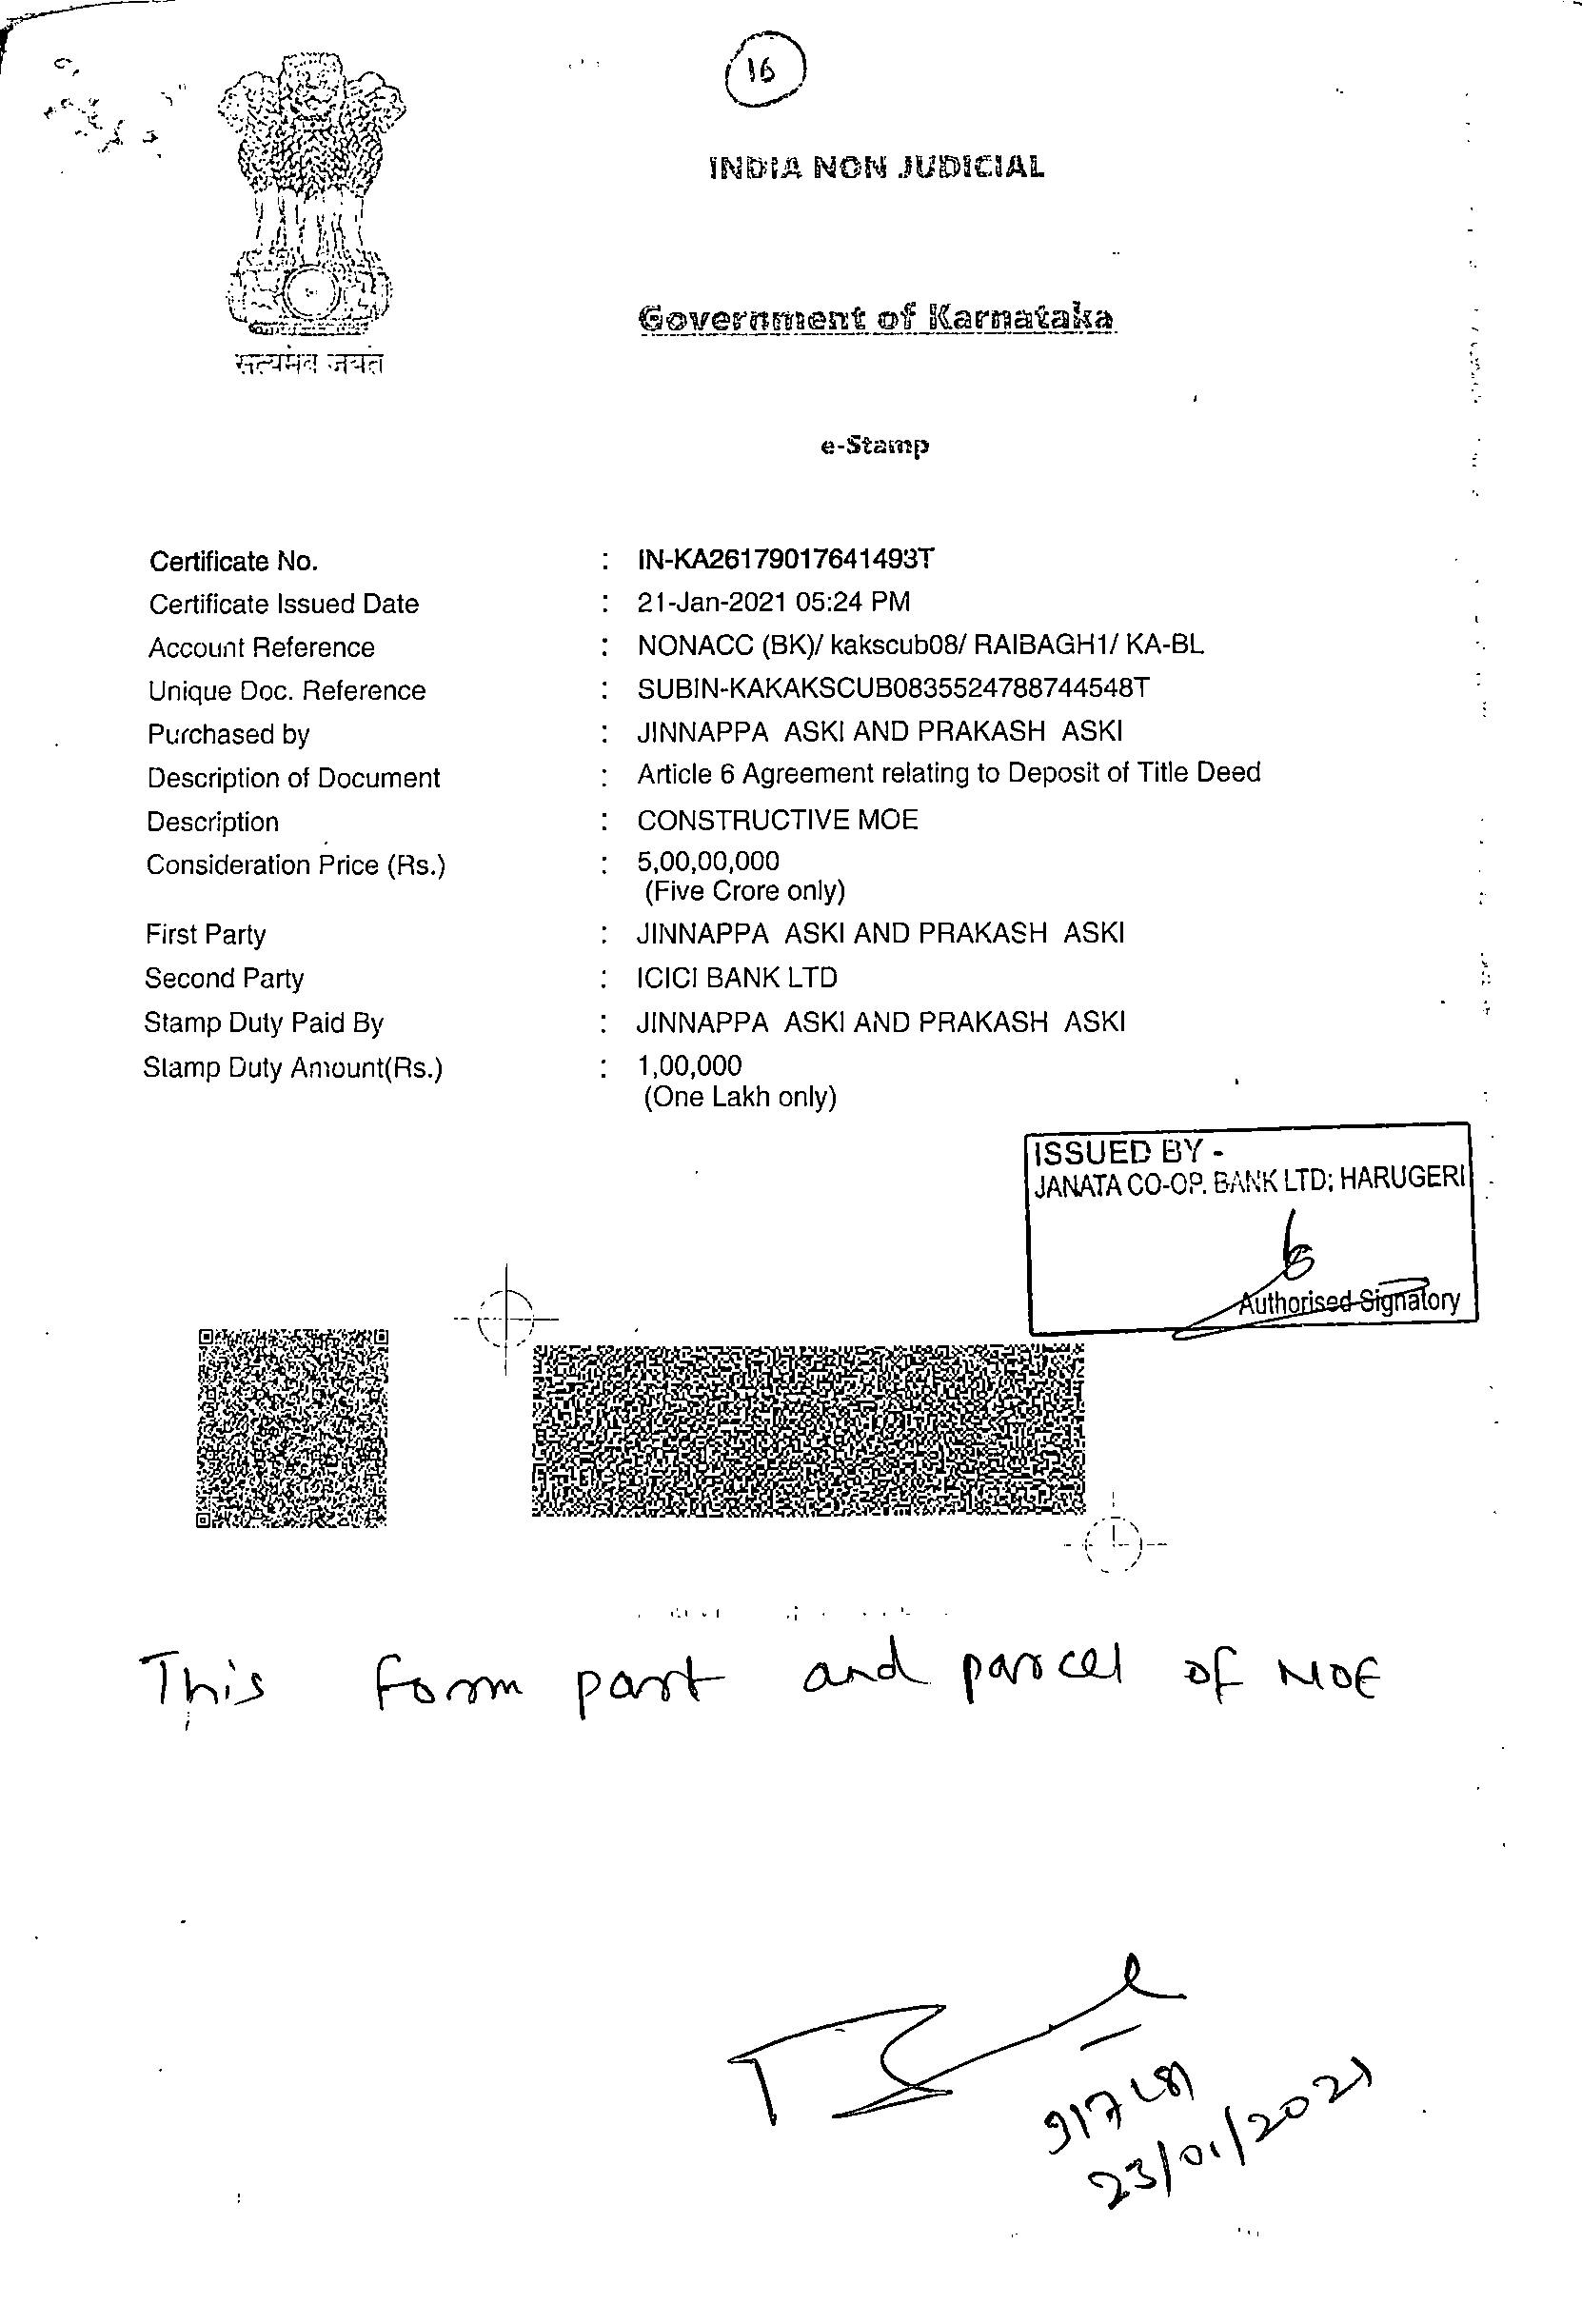 16
INDIA NON JUDICIAL
Government of Karnataka
सत्यमेव जयते
e-Stamp
Certificate No. : IN-KA26179017641493T
Certificate Issued Date : 21-Jan-2021 05:24 PM
Account Reference : NONACC (BK)/ kakscub08/ RAIBAGH1/ KA-BL
Unique Doc. Reference : SUBIN-KAKAKSCUB0835524788744548T
Purchased by : JINNAPPA ASKI AND PRAKASH ASKI
Description of Document : Article 6 Agreement relating to Deposit of Title Deed
Description : CONSTRUCTIVE MOE
Consideration Price (Rs.) : 5,00,00,000
(Five Crore only)
First Party : JINNAPPA ASKI AND PRAKASH ASKI
Second Party : ICICI BANK LTD
Stamp Duty Paid By : JINNAPPA ASKI AND PRAKASH ASKI
Stamp Duty Amount(Rs.) : 1,00,000
(One Lakh only)
ISSUED BY -
JANATA CO-OP. BANK LTD; HARUGERI
Authorised Signatory
This form part and parcel of MOE
23/01/2021